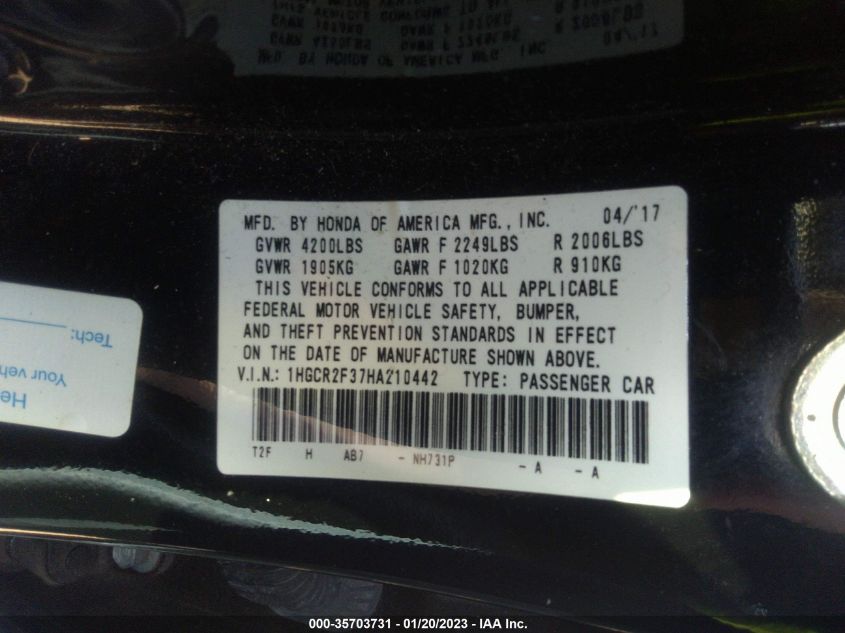 MFD. BY HONDA OF AMERICA MFG., INC. 04/'17
GVWR 4200LBS GAWR F 2249LBS R 2006LBS
GVWR 1905KG GAWR F 1020KG R 910KG
THIS VEHICLE CONFORMS TO ALL APPLICABLE
FEDERAL MOTOR VEHICLE SAFETY, BUMPER,
AND THEFT PREVENTION STANDARDS IN EFFECT
ON THE DATE OF MANUFACTURE SHOWN ABOVE.
V.I.N.: 1HGCR2F37HA210442 TYPE: PASSENGER CAR
T2F H AB7 - NH731P - A - A
Tech:
Your vehi
He
000-35703731 - 01/20/2023 - IAA Inc.